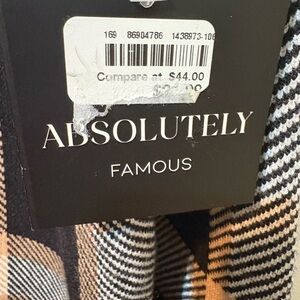 169 86904786 1438973-106
Compare at $44.00
ABSOLUTELY
FAMOUS